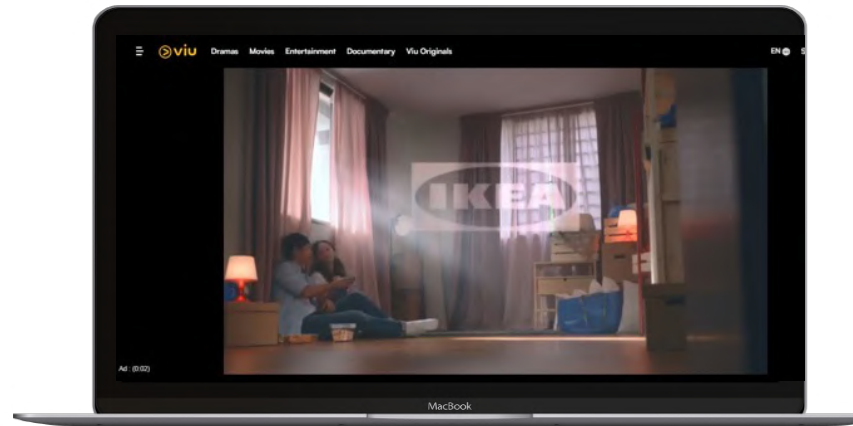 viu Dramas Movies Entertainment Documentary Viu Originals EN
IKEA
Ad : (0:02)
MacBook